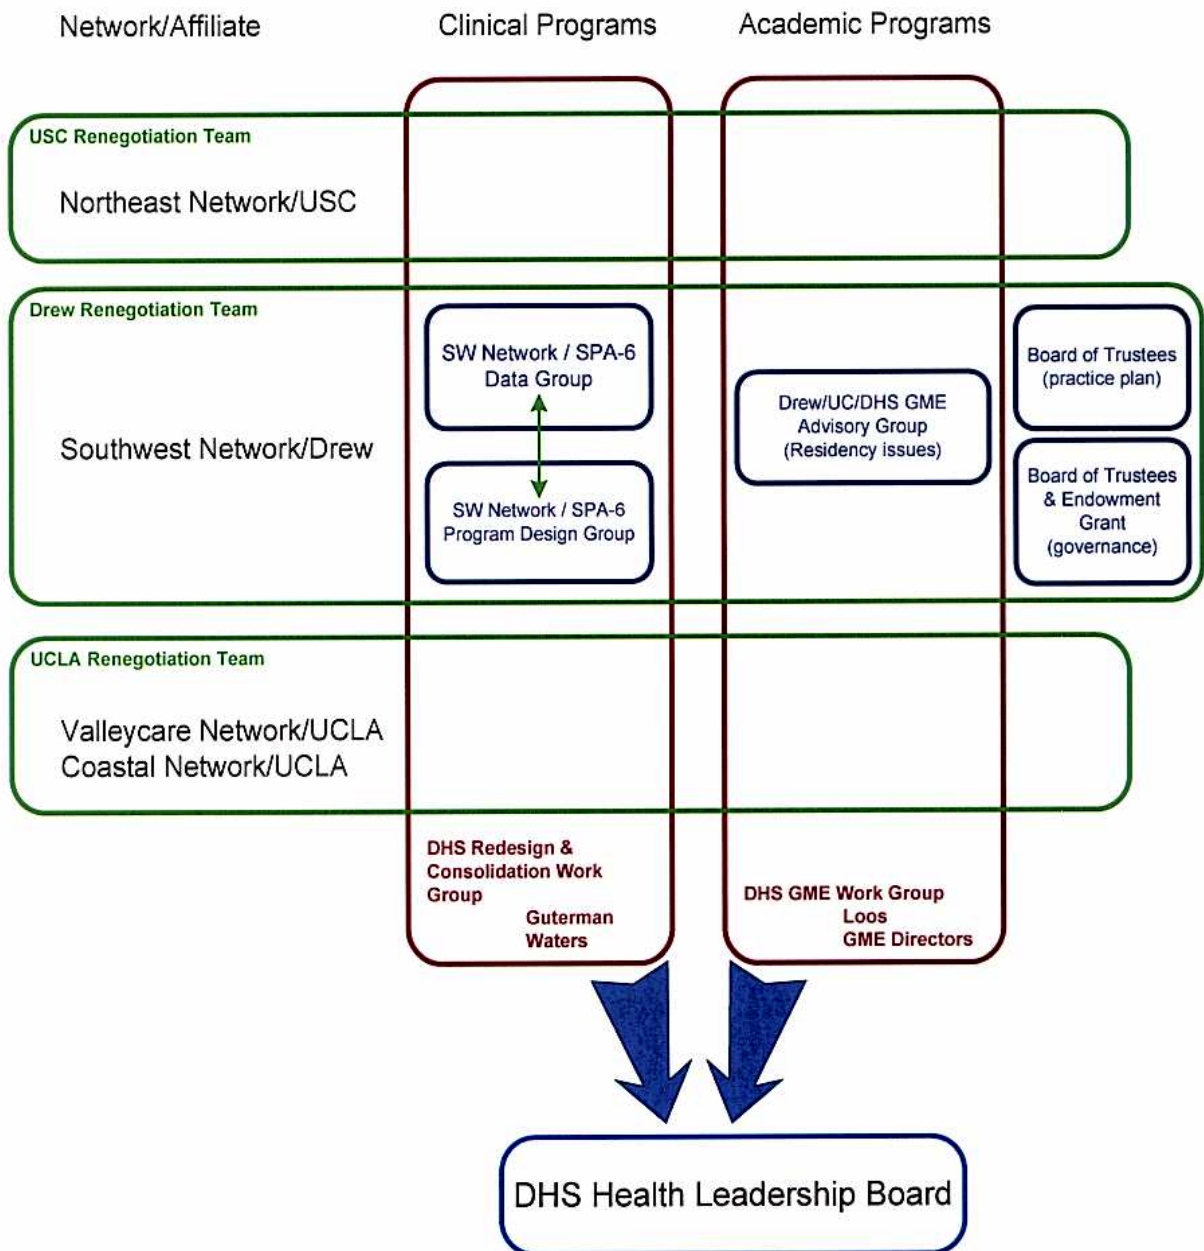 Network/Affiliate
Clinical Programs
Academic Programs
USC Renegotiation Team
Northeast Network/USC
Drew Renegotiation Team
Southwest Network/Drew
SW Network / SPA-6
Data Group
SW Network / SPA-6
Program Design Group
Drew/UC/DHS GME
Advisory Group
(Residency issues)
Board of Trustees
(practice plan)
Board of Trustees
& Endowment
Grant
(governance)
UCLA Renegotiation Team
Valleycare Network/UCLA
Coastal Network/UCLA
DHS Redesign &
Consolidation Work
Group
Guterman
Waters
DHS GME Work Group
Loos
GME Directors
DHS Health Leadership Board